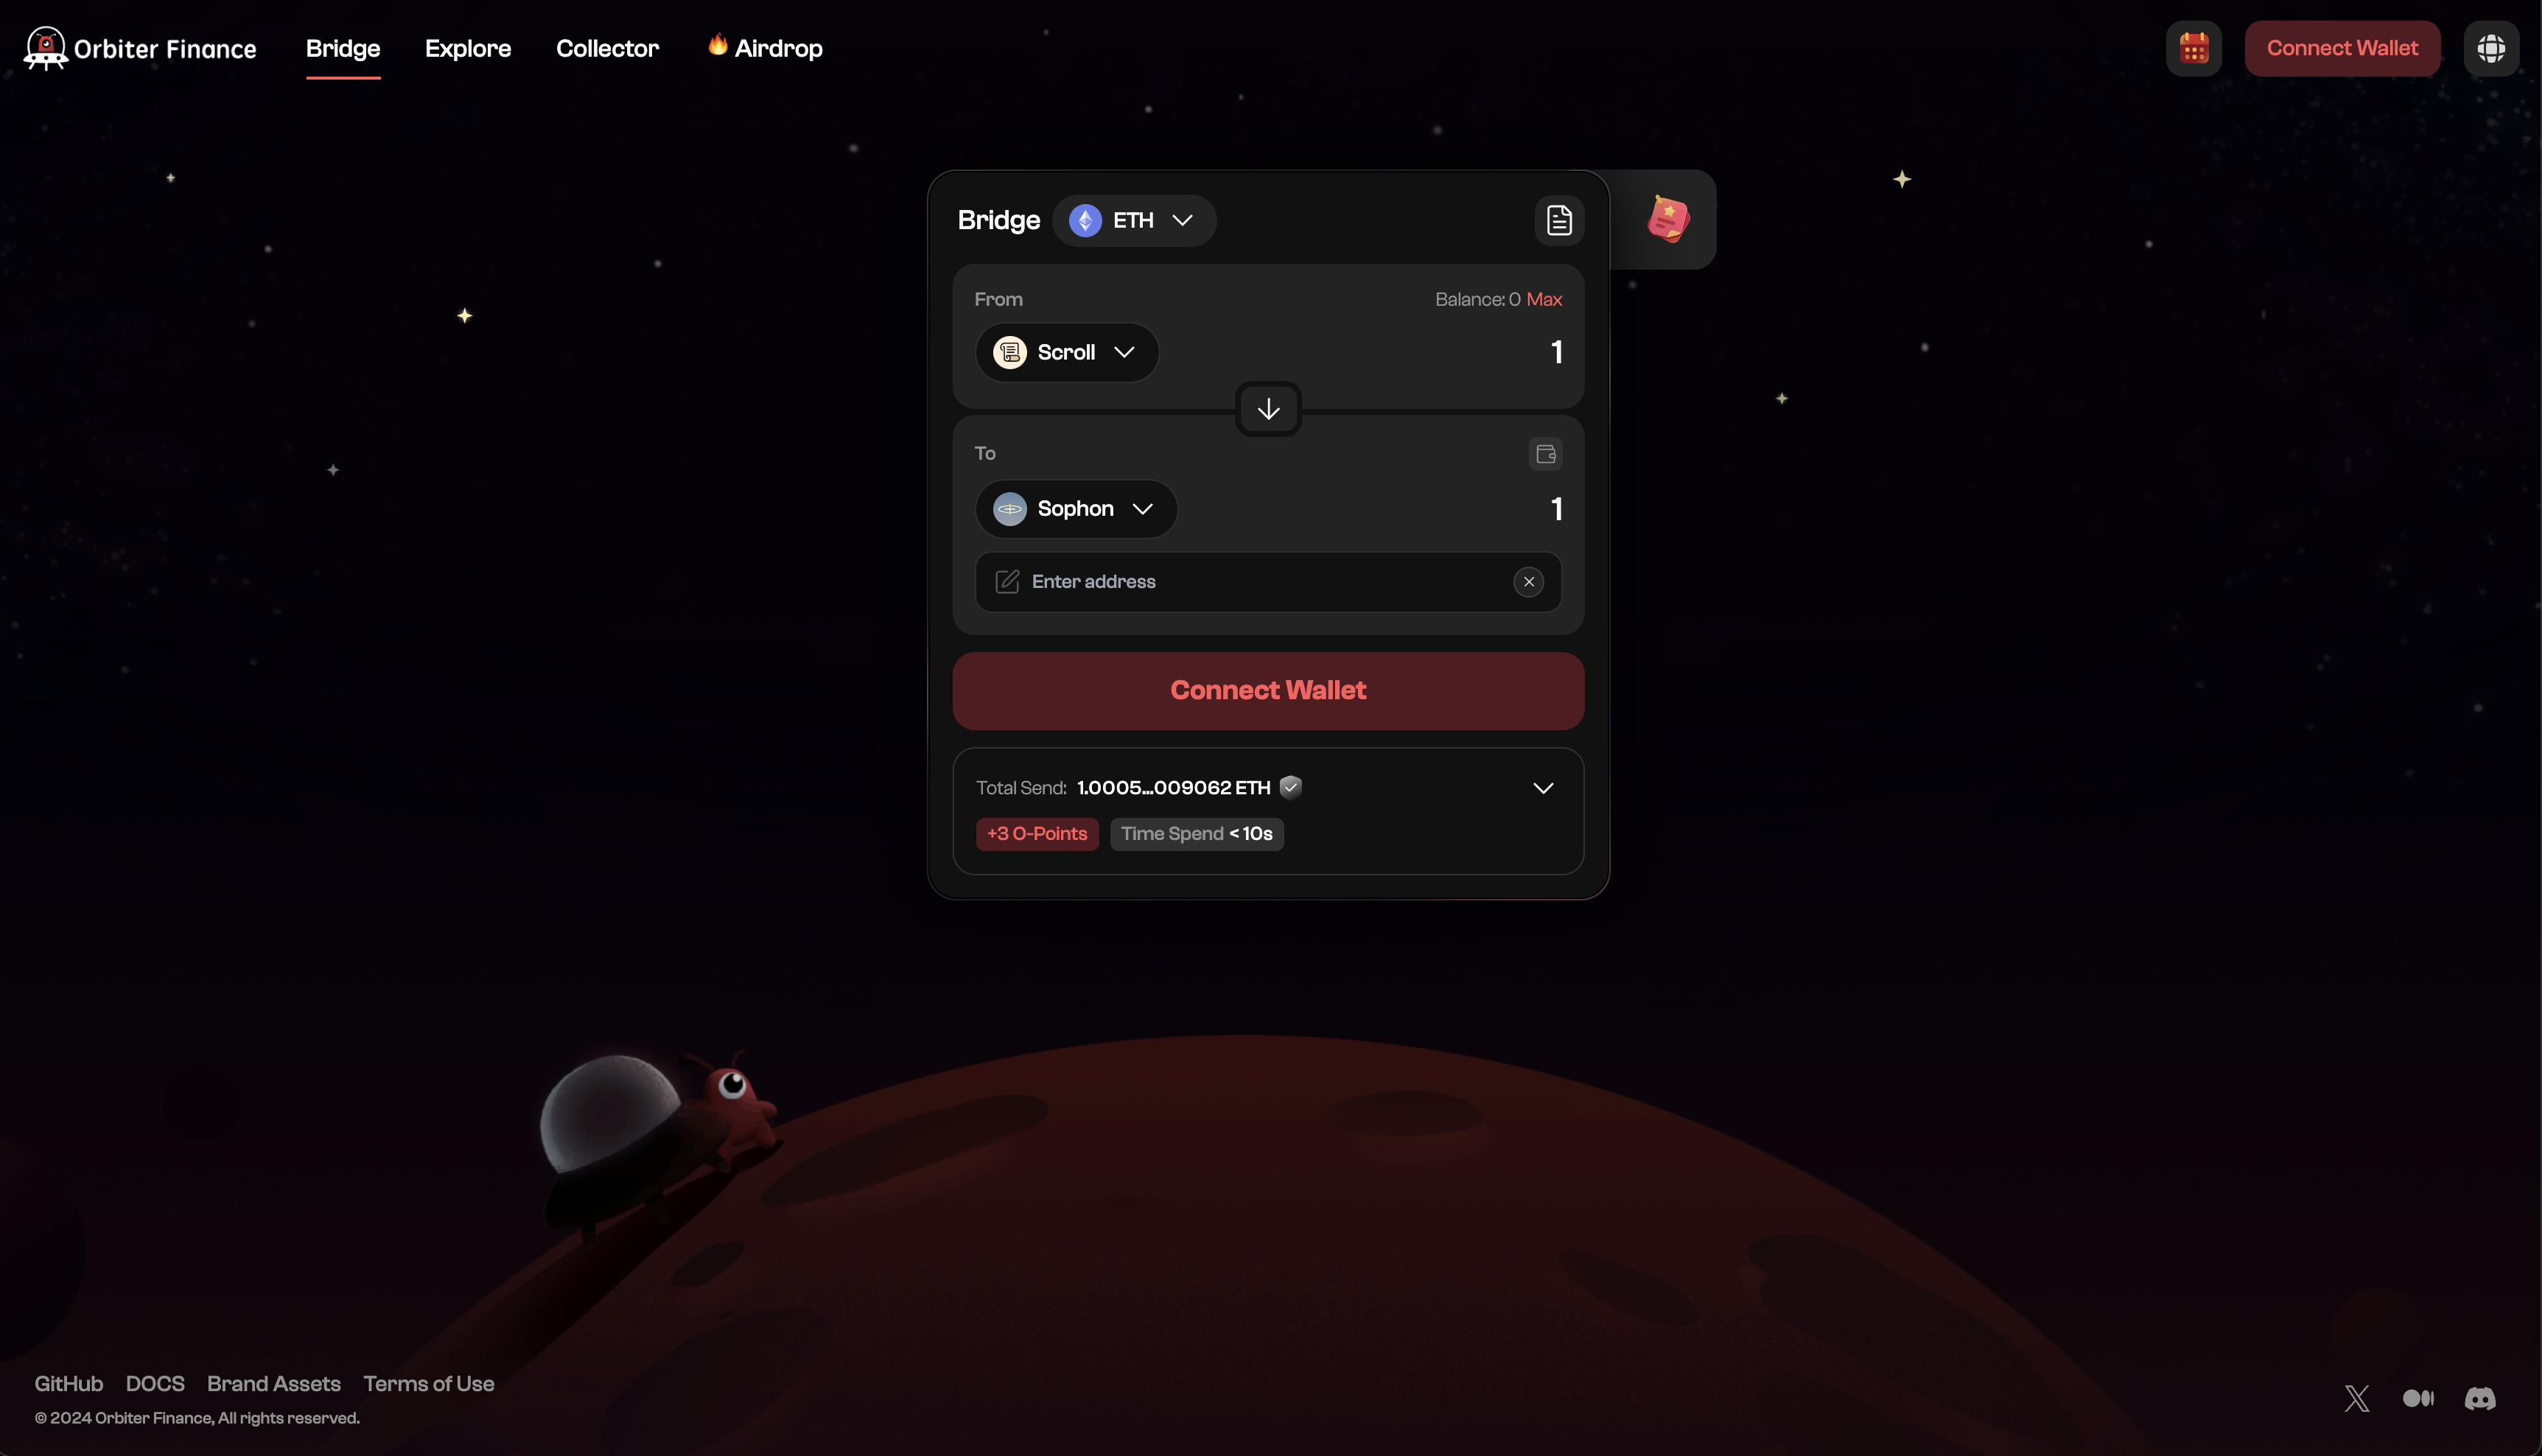 Orbiter Finance
Bridge
Explore
Collector
🔥 Airdrop
Connect Wallet
Bridge
ETH
From
Balance: 0 Max
Scroll
1
To
Sophon
1
Enter address
Connect Wallet
Total Send: 1.0005...009062 ETH
+3 O-Points
Time Spend < 10s
GitHub
DOCS
Brand Assets
Terms of Use
© 2024 Orbiter Finance, All rights reserved.